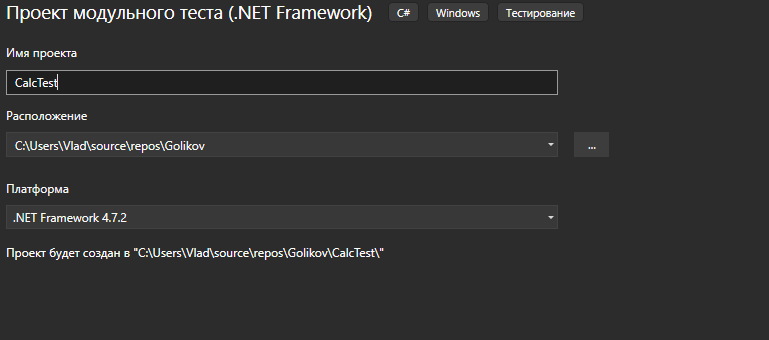 Проект модульного теста (.NET Framework) C# Windows Тестирование
Имя проекта
CalcTest
Расположение
C:\Users\Vlad\source\repos\Golikov ...
Платформа
.NET Framework 4.7.2
Проект будет создан в "C:\Users\Vlad\source\repos\Golikov\CalcTest\"